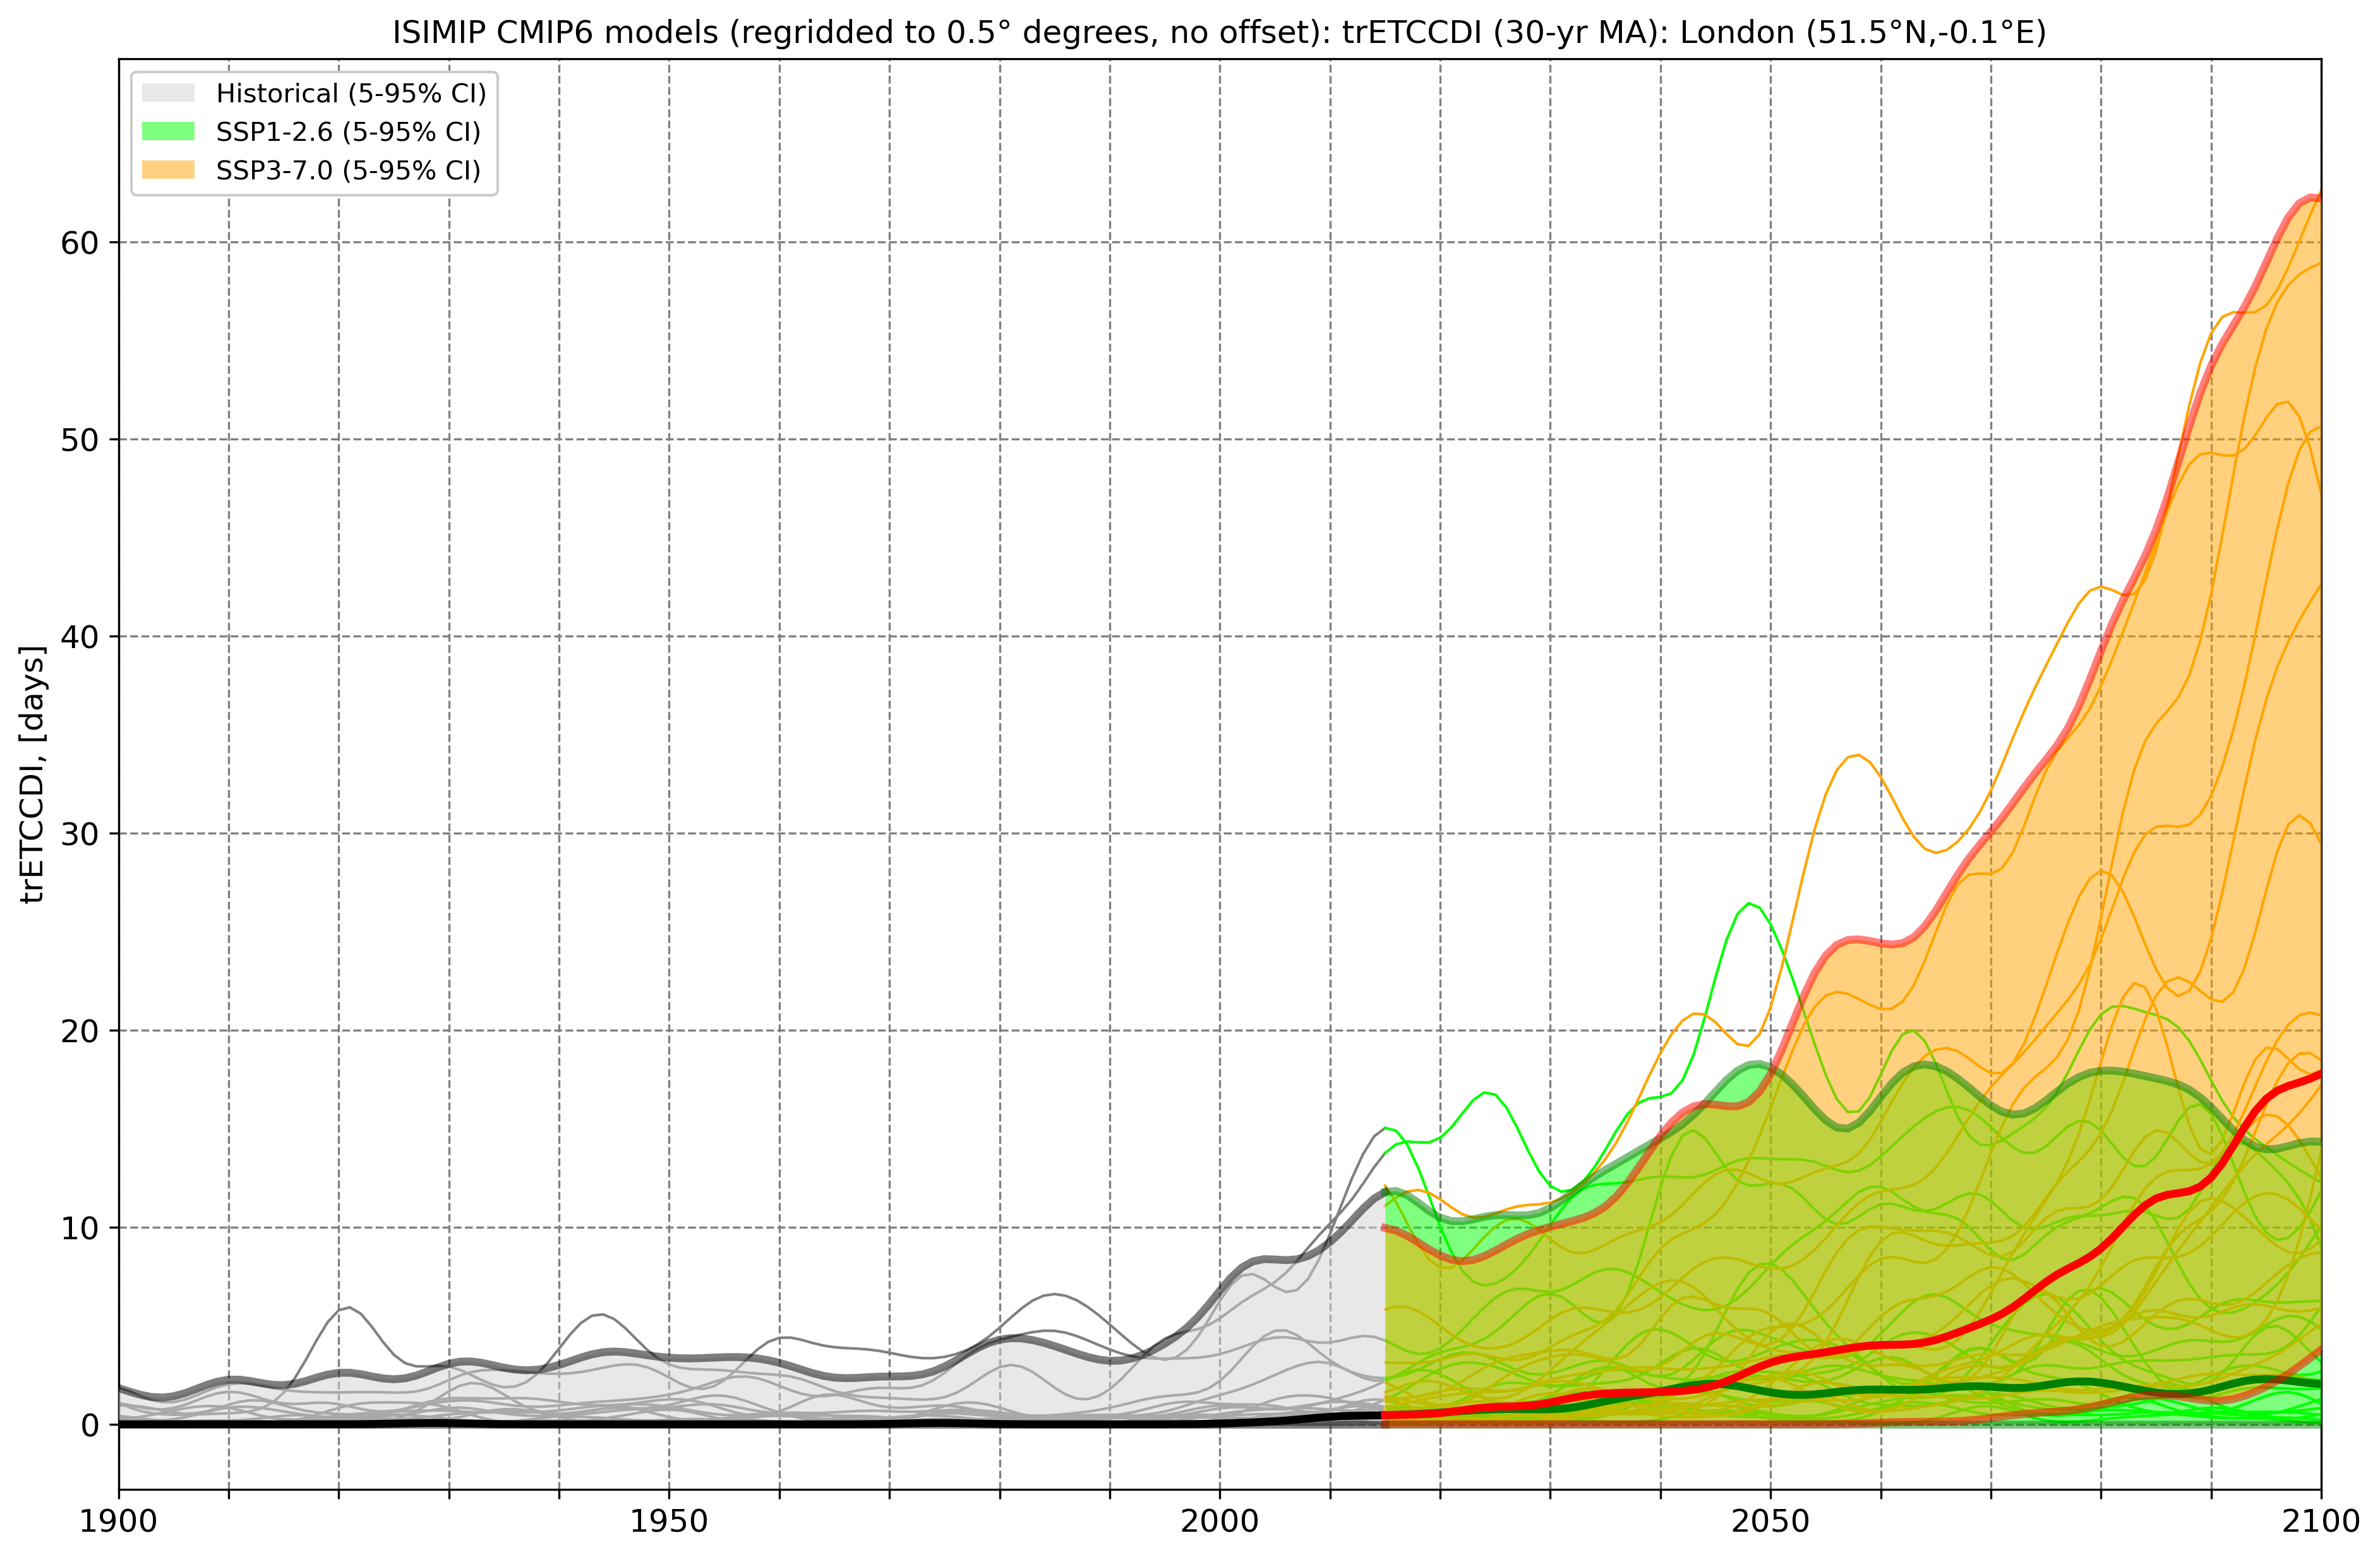 ISIMIP CMIP6 models (regridded to 0.5° degrees, no offset): trETCCDI (30-yr MA): London (51.5°N,-0.1°E)
Historical (5-95% CI)
SSP1-2.6 (5-95% CI)
SSP3-7.0 (5-95% CI)
trETCCDI, [days]
60
50
40
30
20
10
0
1900 1950 2000 2050 2100